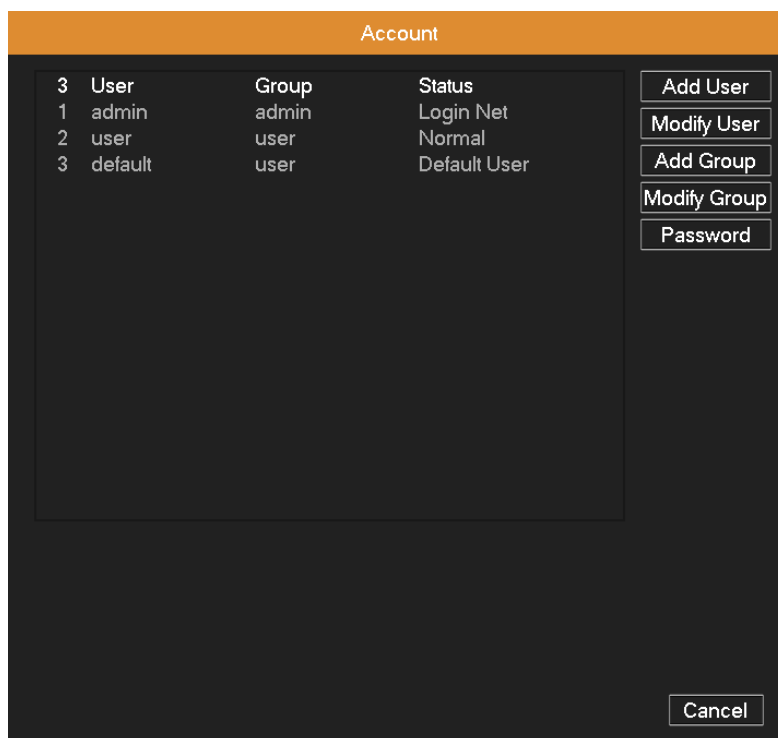 Account
3 User Group Status
1 admin admin Login Net
2 user user Normal
3 default user Default User
Add User
Modify User
Add Group
Modify Group
Password
Cancel